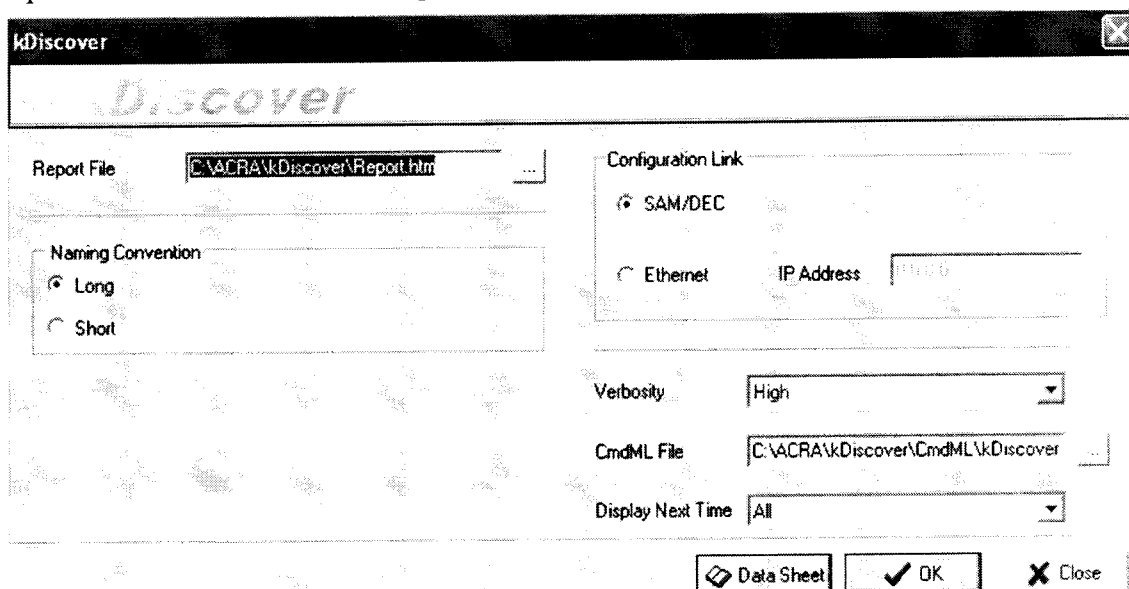 kDiscover
Discover
Report File C:\ACRA\kDiscover\Report.htm ...
Naming Convention
Long
Short
Configuration Link
SAM/DEC
Ethernet IP Address
Verbosity High
CmdML File C:\ACRA\kDiscover\CmdML\kDiscover ...
Display Next Time All
Data Sheet OK Close